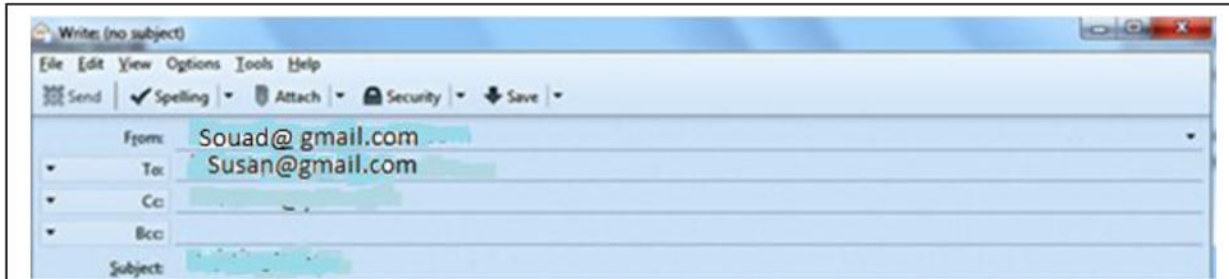 Write: (no subject)
File Edit View Options Tools Help
Send Spelling Attach Security Save
From: Souad@ gmail.com
To: Susan@gmail.com
Cc:
Bcc:
Subject: